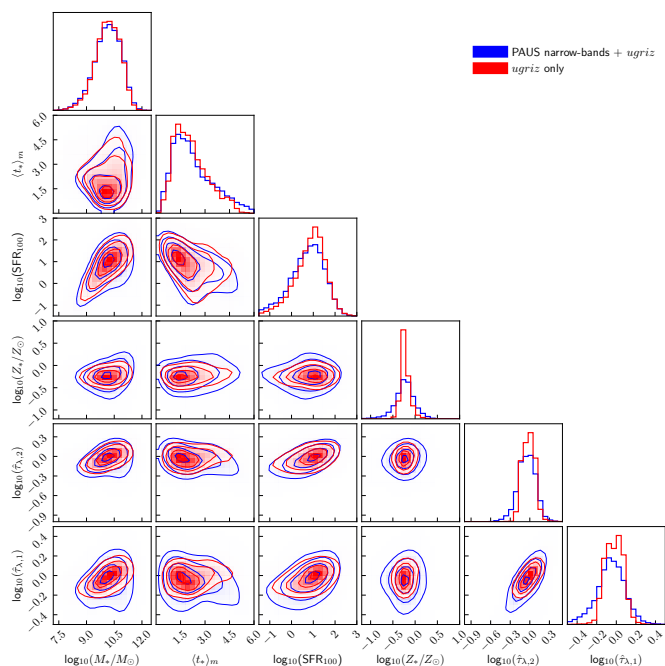 PAUS narrow-bands + ugriz
ugriz only
6.0
4.5
3.0
1.5
⟨t*⟩m
3
2
1
0
−1
log10(SFR100)
1.0
0.5
0.0
−0.5
−1.0
log10(Z*/Z⊙)
0.3
0.0
−0.3
−0.6
−0.9
log10(τ̂λ,2)
0.4
0.2
0.0
−0.2
−0.4
log10(τ̂λ,1)
7.5 9.0 10.5 12.0
1.5 3.0 4.5 6.0
−1 0 1 2 3
−1.0 −0.5 0.0 0.5 1.0
−0.9 −0.6 −0.3 0.0 0.3
−0.4 −0.2 0.0 0.2 0.4
log10(M*/M⊙) ⟨t*⟩m log10(SFR100) log10(Z*/Z⊙) log10(τ̂λ,2) log10(τ̂λ,1)